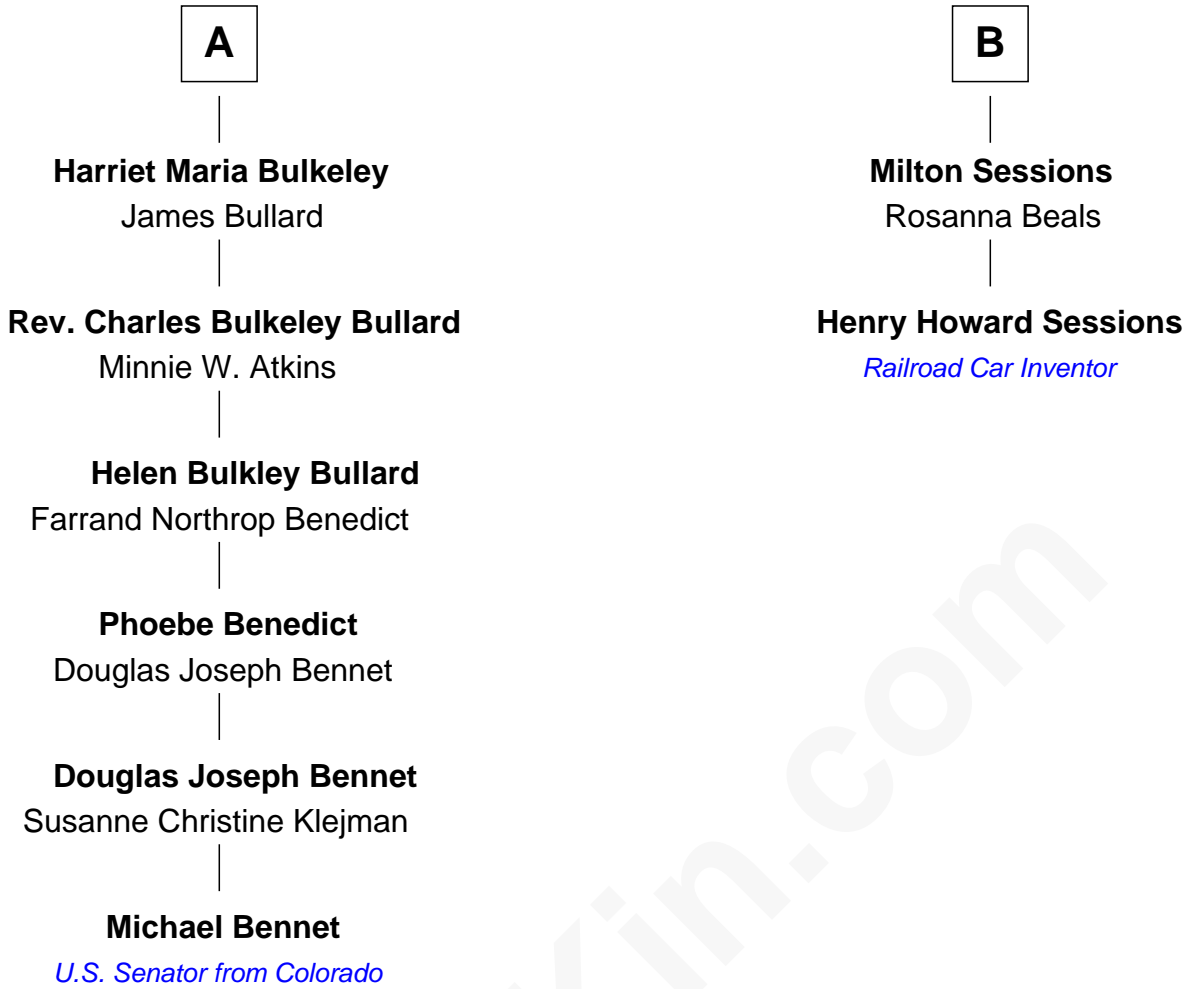 A
Harriet Maria Bulkeley
James Bullard
Rev. Charles Bulkeley Bullard
Minnie W. Atkins
Helen Bulkley Bullard
Farrand Northrop Benedict
Phoebe Benedict
Douglas Joseph Bennet
Douglas Joseph Bennet
Susanne Christine Klejman
Michael Bennet
U.S. Senator from Colorado
B
Milton Sessions
Rosanna Beals
Henry Howard Sessions
Railroad Car Inventor
Kin.com